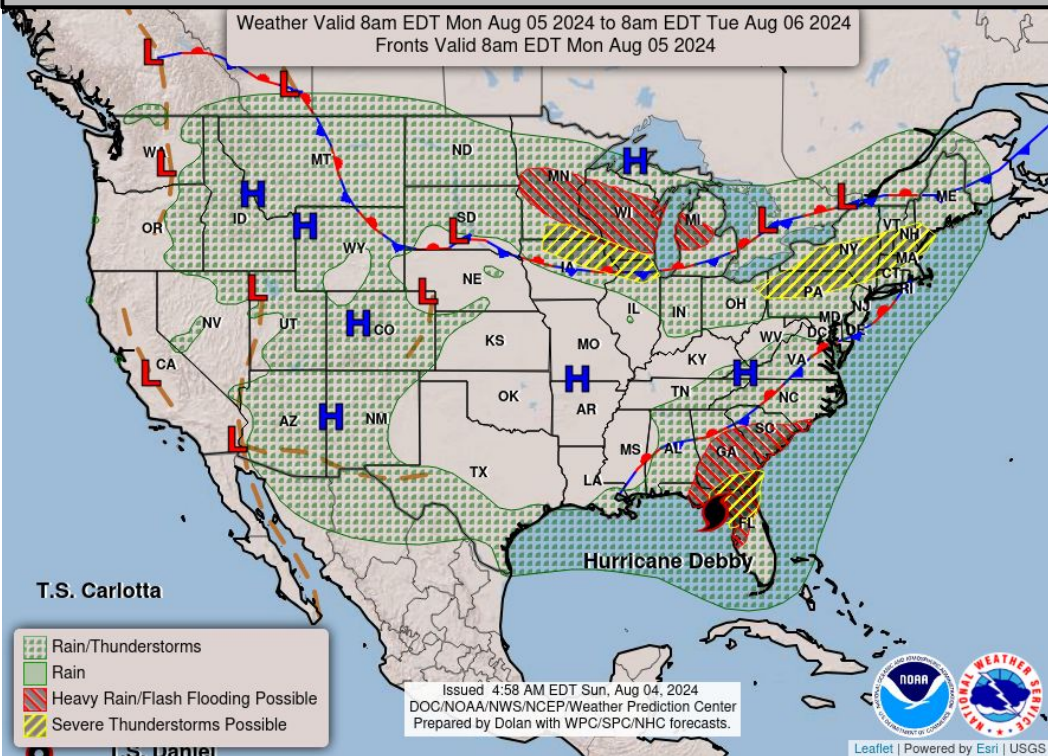 Weather Valid 8am EDT Mon Aug 05 2024 to 8am EDT Tue Aug 06 2024
Fronts Valid 8am EDT Mon Aug 05 2024
L
L
WA
L
MT
ND
MN
H
H
ID
H
OR
WY
SD
L
WI
MI
L
L
ME
VT
NH
NY
MA
CT
RI
IA
NE
L
L
PA
NJ
OH
IN
IL
MD
DE
DC
NV
UT
H
CO
KS
MO
WV
VA
KY
H
CA
L
H
TN
NC
OK
AR
AZ
H
NM
SC
L
MS
AL
GA
TX
LA
FL
Hurricane Debby
T.S. Carlotta
Rain/Thunderstorms
Rain
Heavy Rain/Flash Flooding Possible
Severe Thunderstorms Possible
T.S. Daniel
Issued 4:58 AM EDT Sun, Aug 04, 2024
DOC/NOAA/NWS/NCEP/Weather Prediction Center
Prepared by Dolan with WPC/SPC/NHC forecasts.
NOAA
NATIONAL WEATHER SERVICE
Leaflet | Powered by Esri | USGS